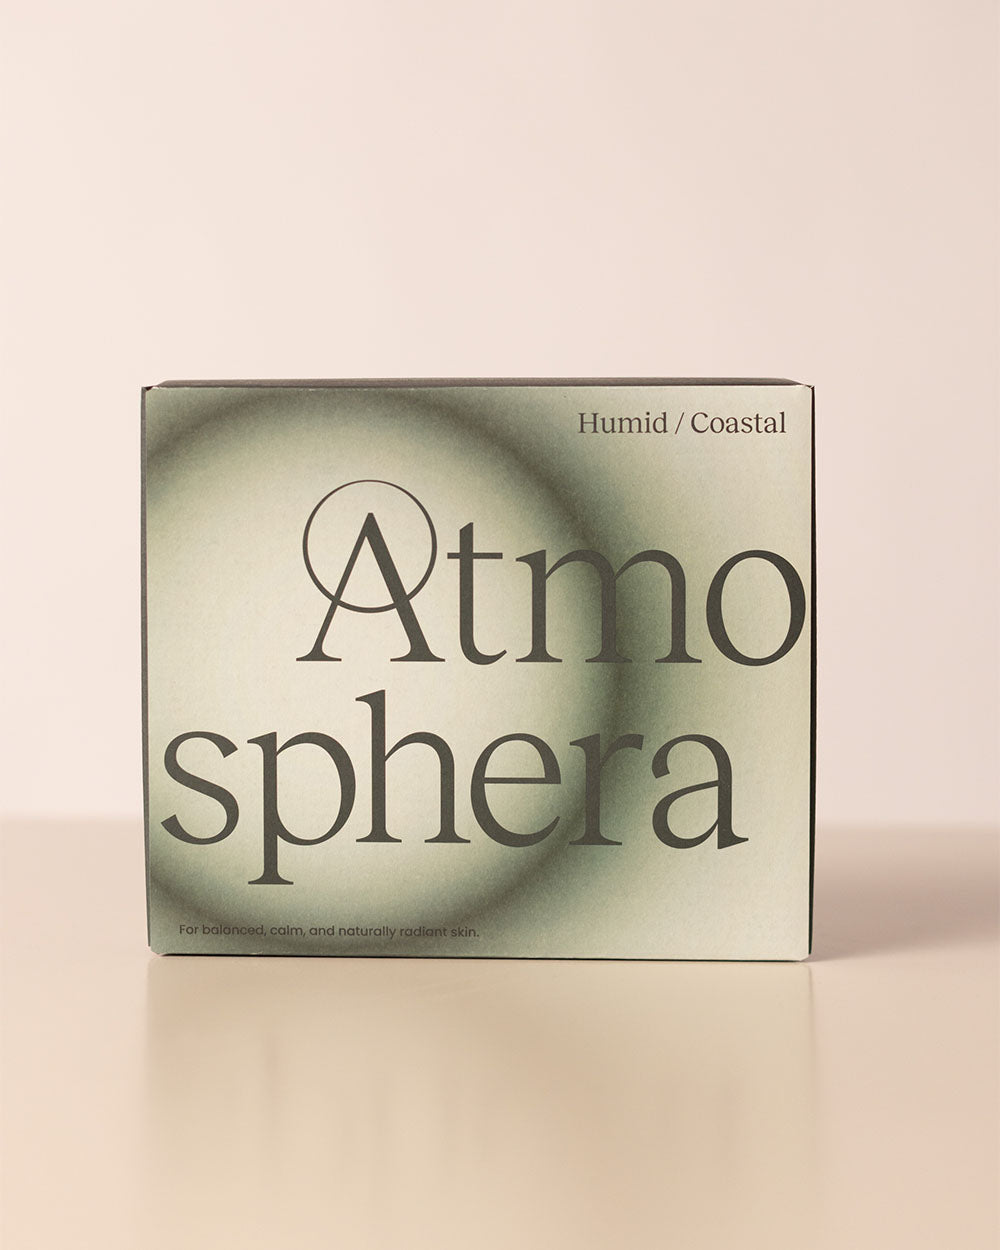 Humid / Coastal
Atmo
sphera
For balanced, calm, and naturally radiant skin.